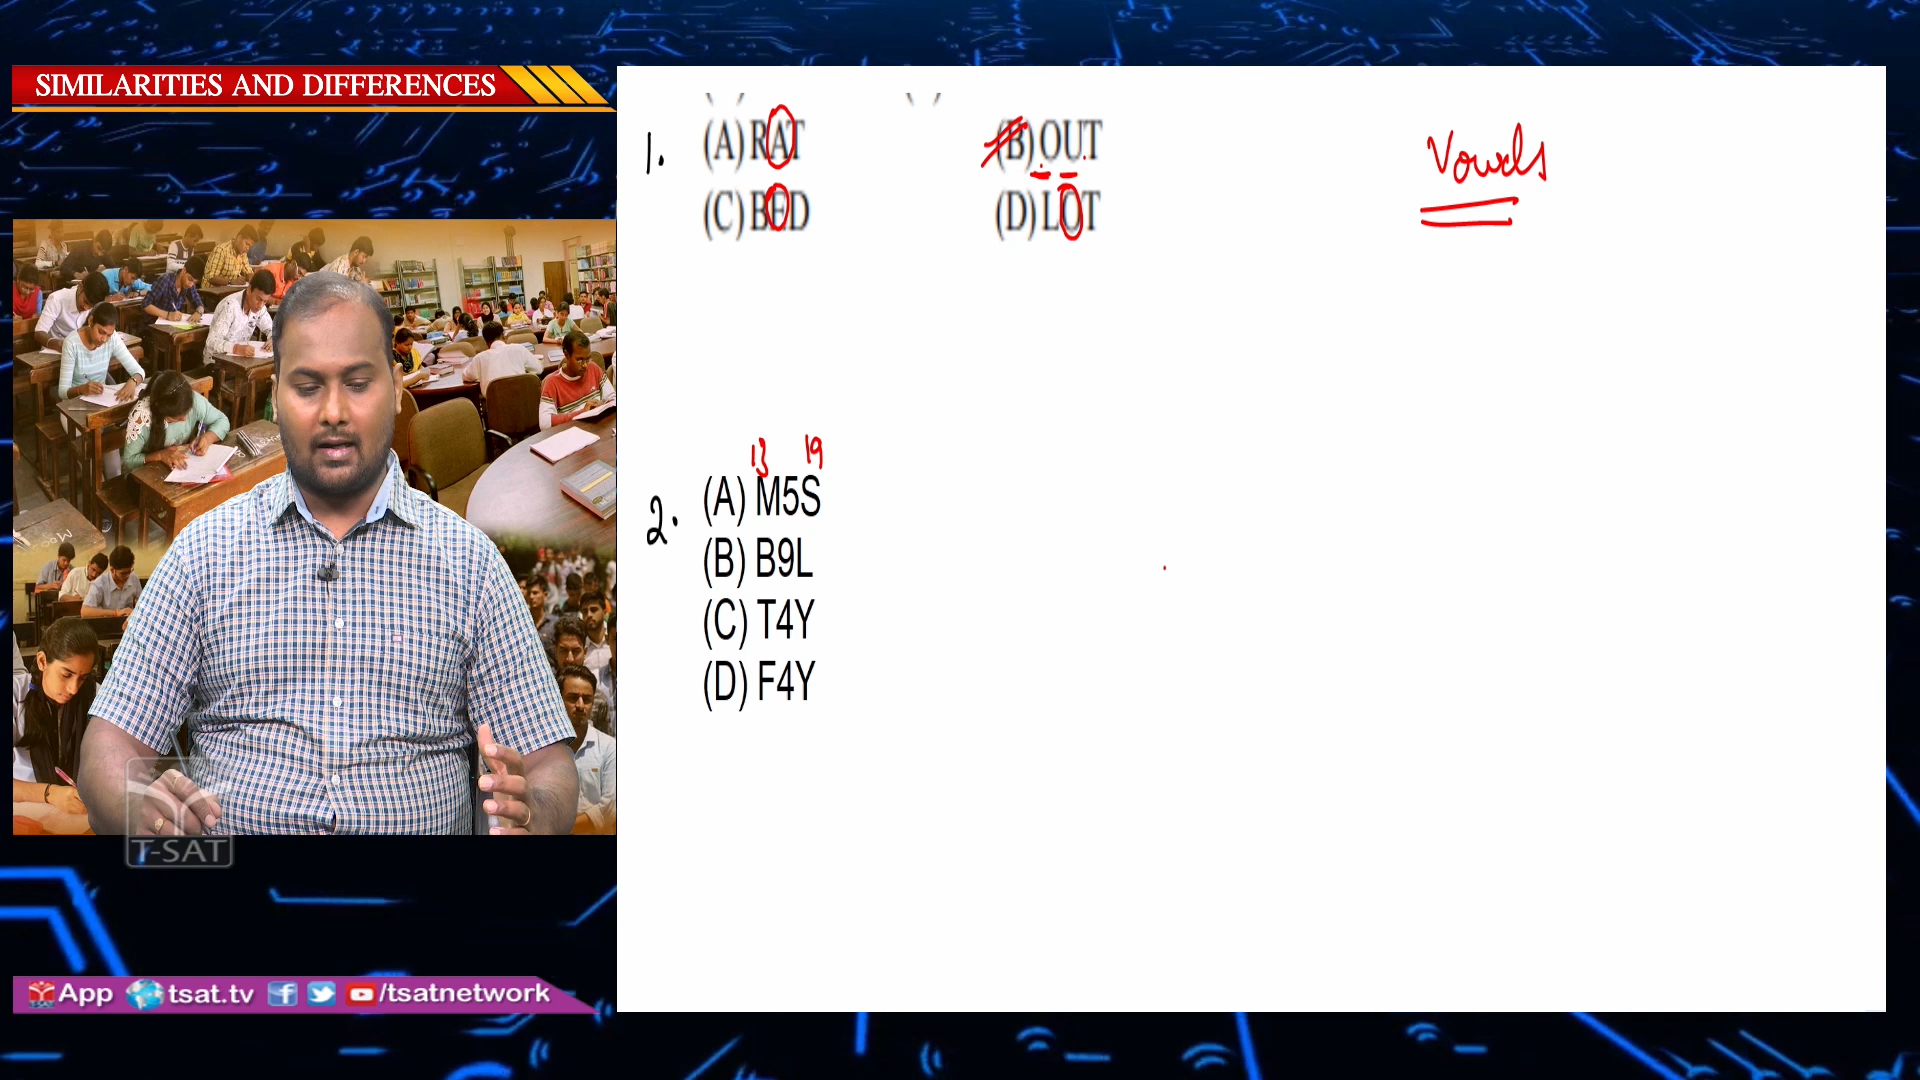 SIMILARITIES AND DIFFERENCES
1.
(A) RAT
(B) OUT
(C) BED
(D) LOT
Vowels
13 19
2.
(A) M5S
(B) B9L
(C) T4Y
(D) F4Y
T-SAT
App tsat.tv /tsatnetwork